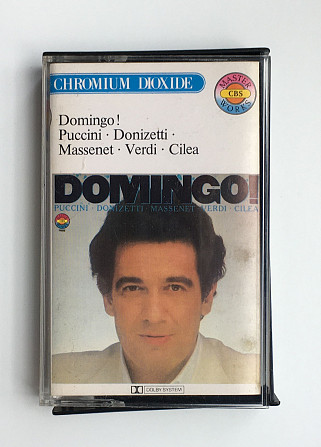 CHROMIUM DIOXIDE
MASTER
CBS
WORKS
Domingo!
Puccini · Donizetti ·
Massenet · Verdi · Cilea
DOMINGO!
PUCCINI · DONIZETTI · MASSENET · VERDI · CILEA
DOLBY SYSTEM